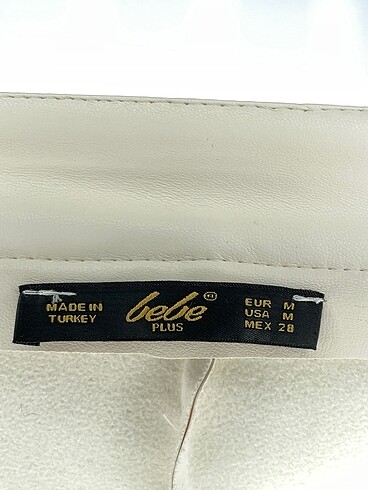 MADE IN
TURKEY
bebe
PLUS
EUR M
USA M
MEX 28